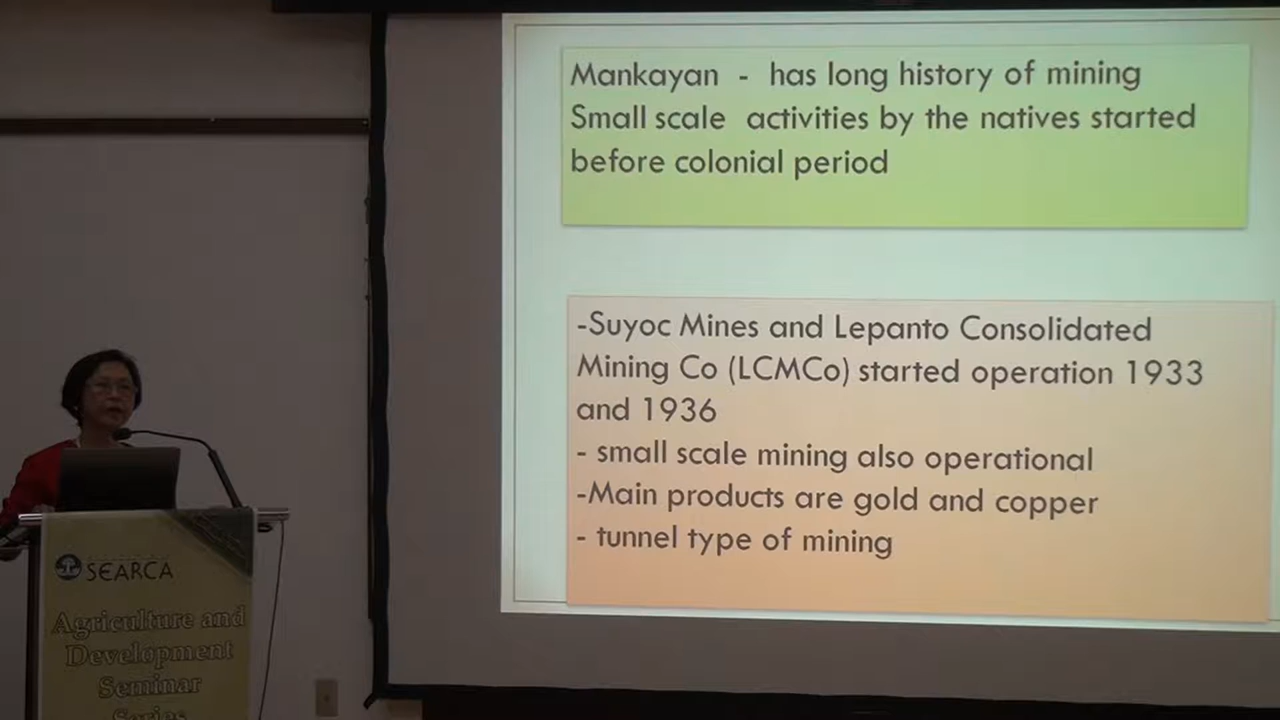 Mankayan - has long history of mining
Small scale activities by the natives started
before colonial period
-Suyoc Mines and Lepanto Consolidated
Mining Co (LCMCo) started operation 1933
and 1936
- small scale mining also operational
-Main products are gold and copper
- tunnel type of mining
SEARCA
Agriculture and
Development
Seminar
Series